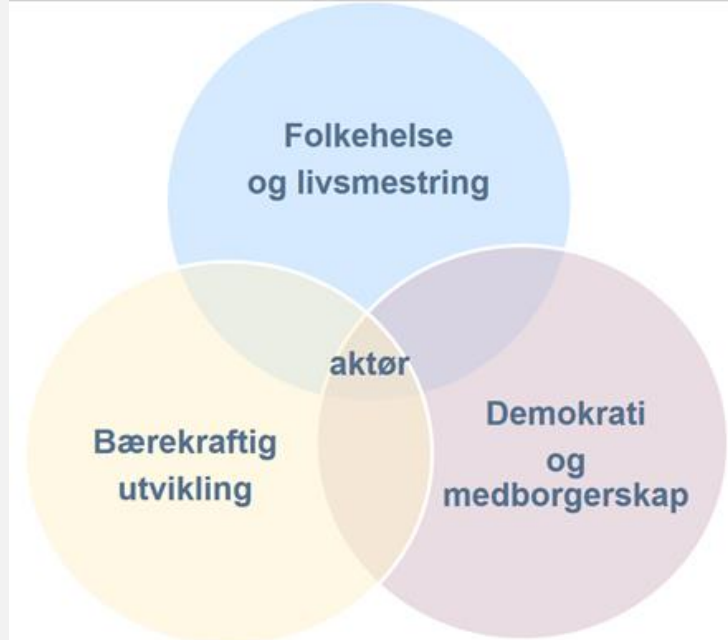 Folkehelse
og livsmestring
aktør
Bærekraftig
utvikling
Demokrati
og
medborgerskap